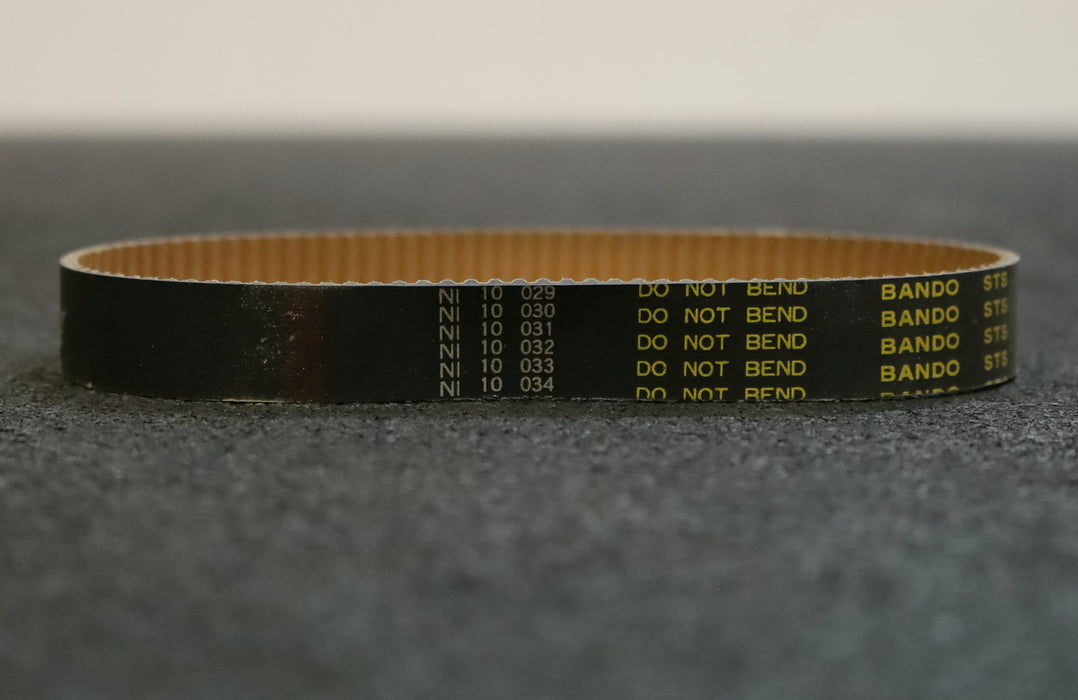 NI 10 029 DO NOT BEND BANDO STS
NI 10 030 DO NOT BEND BANDO STS
NI 10 031 DO NOT BEND BANDO STS
NI 10 032 DO NOT BEND BANDO STS
NI 10 033 DO NOT BEND BANDO
NI 10 034 DO NOT BEND